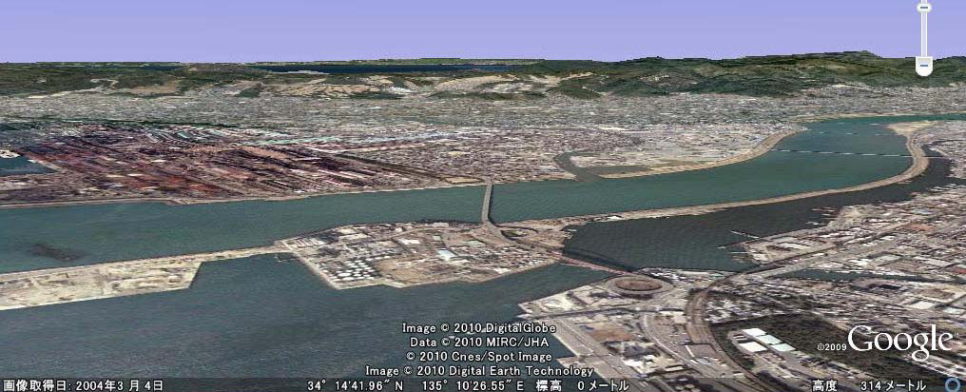 Image © 2010 DigitalGlobe
Data © 2010 MIRC/JHA
© 2010 Cnes/Spot Image
Image © 2010 Digital Earth Technology
©2009 Google
画像取得日: 2004年3月4日 34°14'41.96"N 135°10'26.55"E 標高 0メートル 高度 314メートル